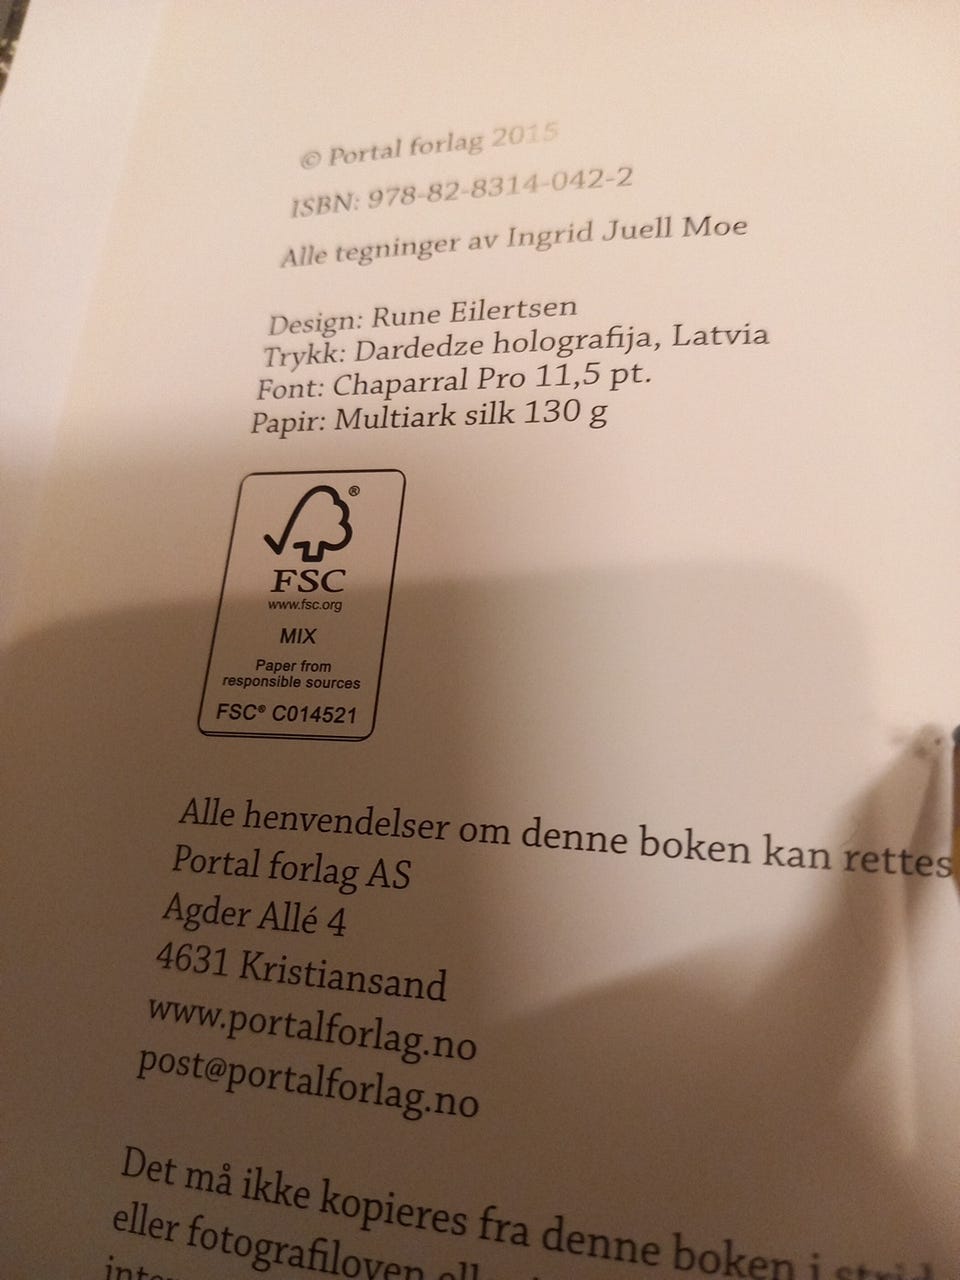 © Portal forlag 2015
ISBN: 978-82-8314-042-2
Alle tegninger av Ingrid Juell Moe
Design: Rune Eilertsen
Trykk: Dardedze holografija, Latvia
Font: Chaparral Pro 11,5 pt.
Papir: Multiark silk 130 g
®
FSC
www.fsc.org
MIX
Paper from
responsible sources
FSC® C014521
Alle henvendelser om denne boken kan rettes
Portal forlag AS
Agder Allé 4
4631 Kristiansand
www.portalforlag.no
post@portalforlag.no
Det må ikke kopieres fra denne boken i strid
eller fotografiloven